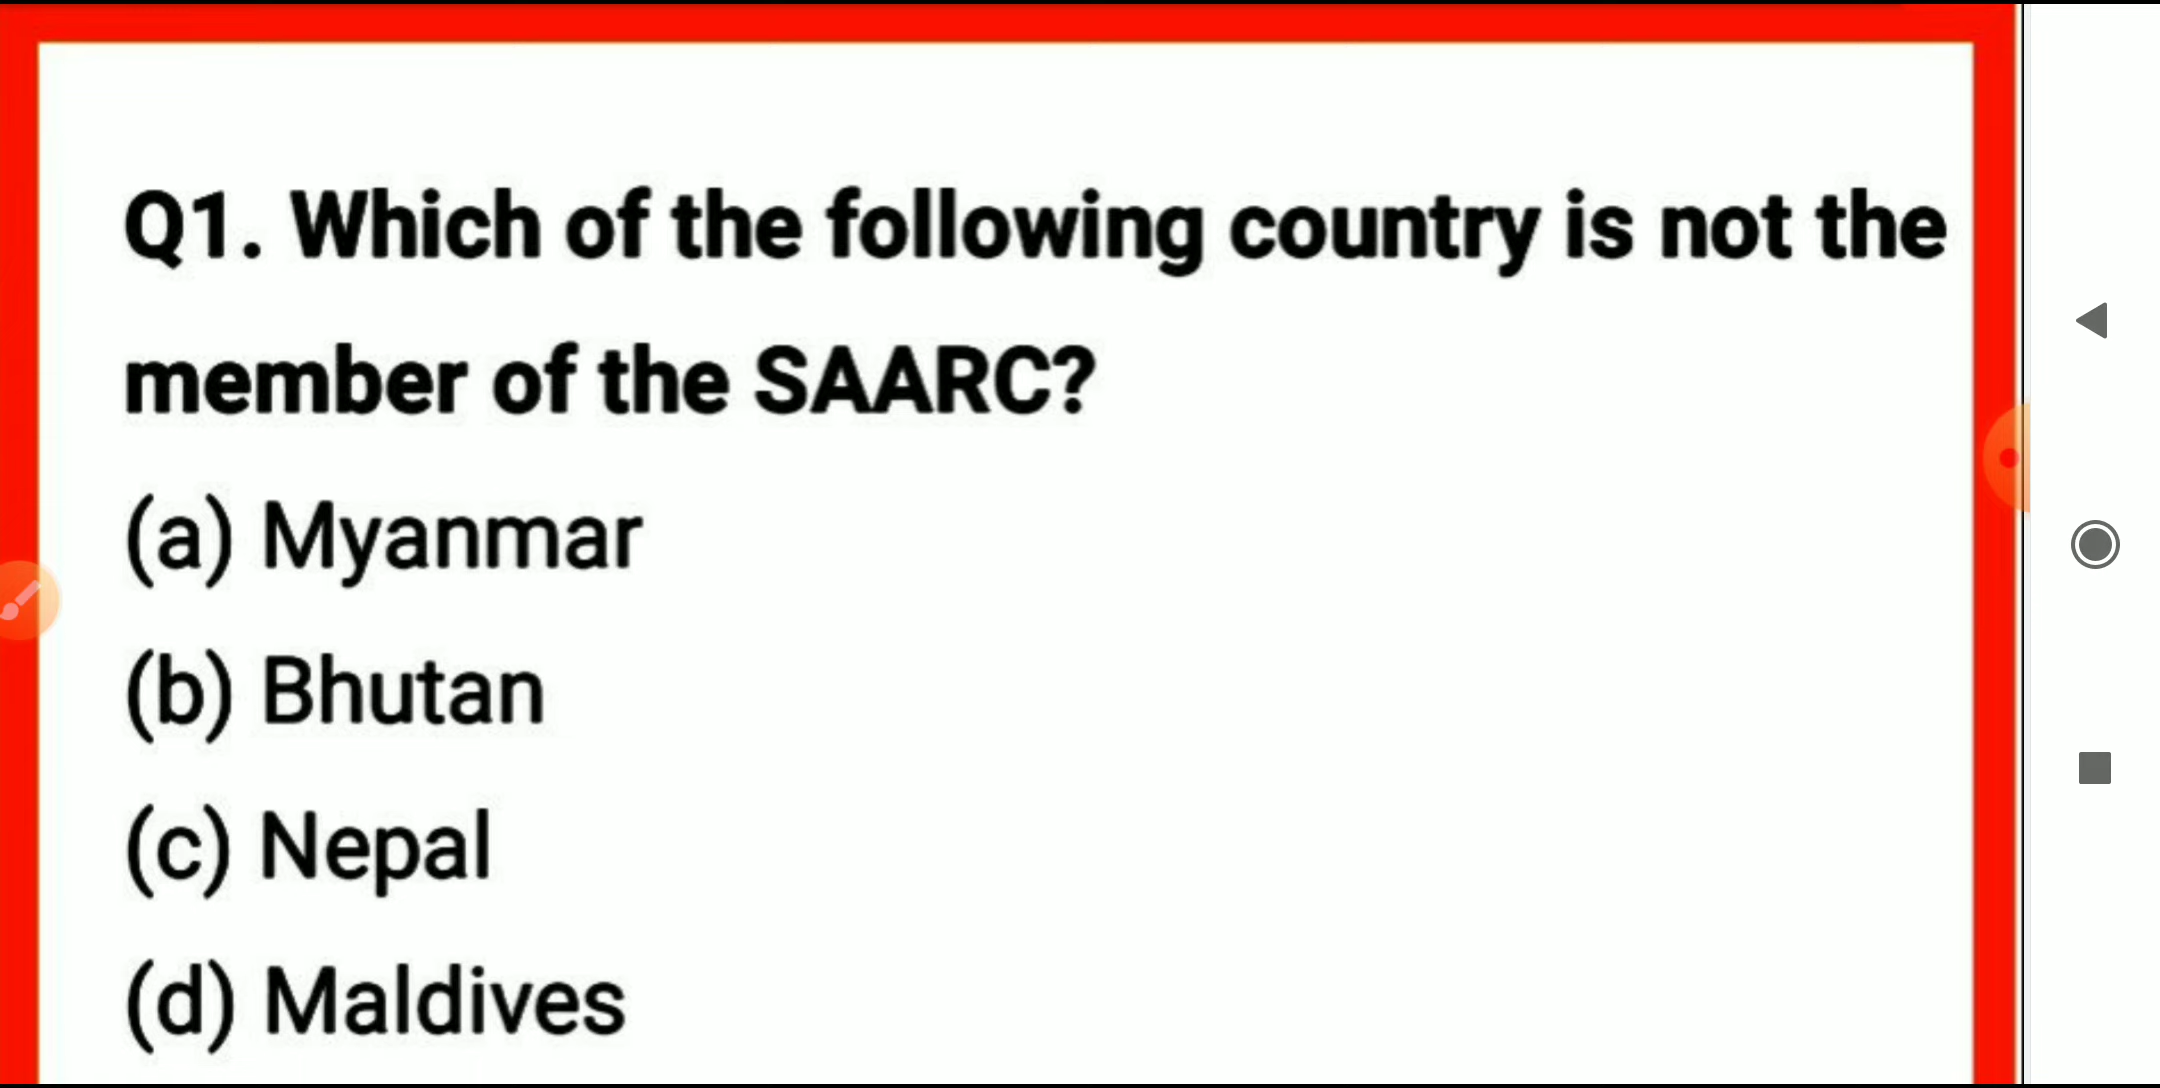 Q1. Which of the following country is not the
member of the SAARC?
(a) Myanmar
(b) Bhutan
(c) Nepal
(d) Maldives